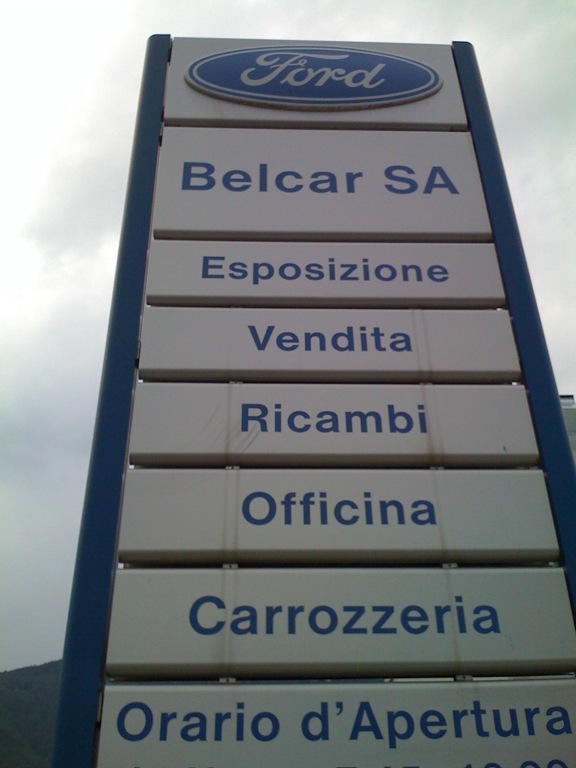 Ford
Belcar SA
Esposizione
Vendita
Ricambi
Officina
Carrozzeria
Orario d'Apertura